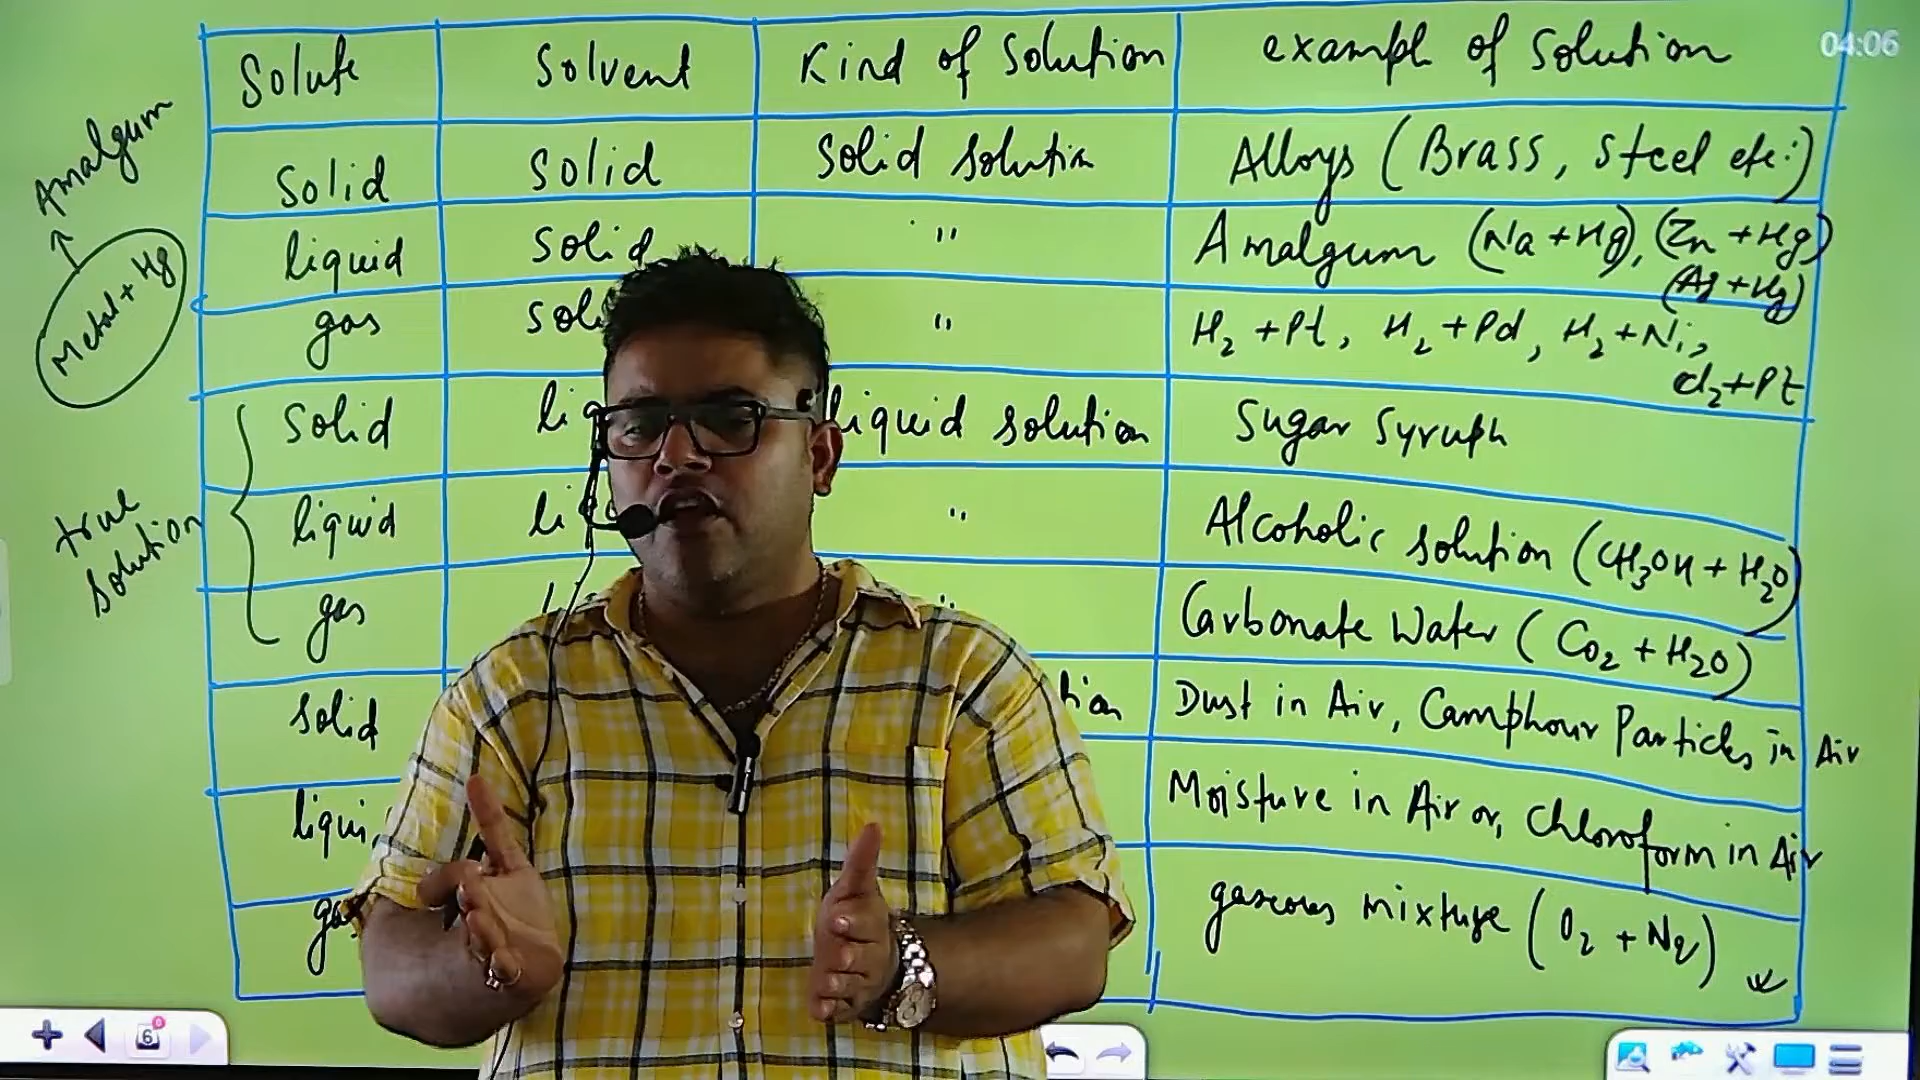 Solute Solvent Kind of Solution example of Solution
04:06
Solid Solid Solid Solution Alloys (Brass, Steel etc.)
liquid Solid " Amalgum (Na + Hg), (Zn + Hg)
(Ag + Hg)
gas " H2 + Pt, H2 + Pd, H2 + Ni,
Cl2 + Pt
Solid liquid solution Sugar Syruph
liquid " Alcoholic Solution (CH3OH + H2O)
gas " Carbonate Water (CO2 + H2O)
Solid Dust in Air, Camphour Particles in Air
Moisture in Air or, Chloroform in Air
gaseous mixture (O2 + N2)
Amalgum
Metal + Hg
true
Solution
6